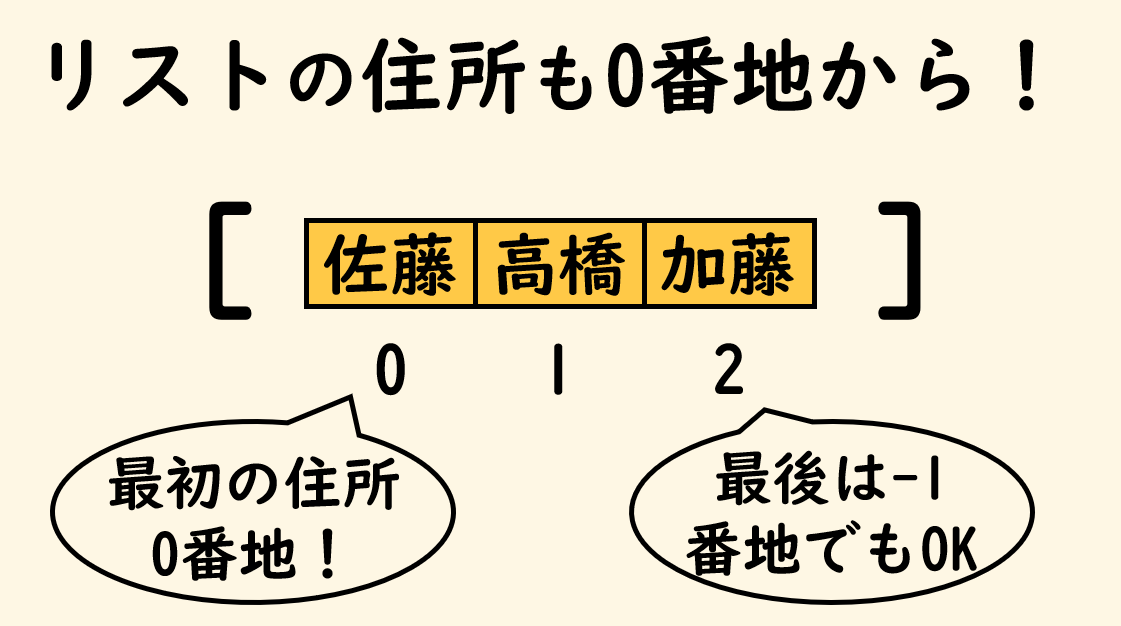 リストの住所も0番地から！
[ 佐藤 高橋 加藤 ]
0 1 2
最初の住所
0番地！
最後は-1
番地でもOK